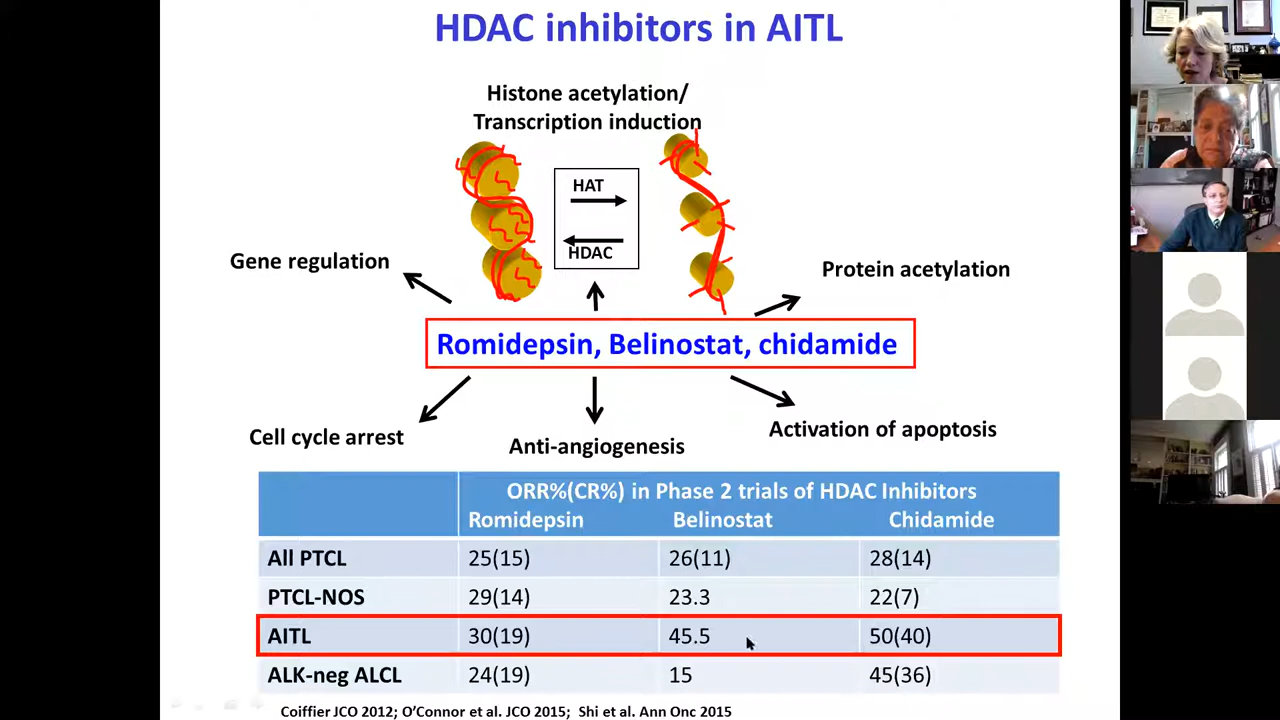 HDAC inhibitors in AITL
Histone acetylation/
Transcription induction
HAT
HDAC
Gene regulation
Protein acetylation
Romidepsin, Belinostat, chidamide
Cell cycle arrest
Anti-angiogenesis
Activation of apoptosis
ORR%(CR%) in Phase 2 trials of HDAC Inhibitors
Romidepsin Belinostat Chidamide
All PTCL 25(15) 26(11) 28(14)
PTCL-NOS 29(14) 23.3 22(7)
AITL 30(19) 45.5 50(40)
ALK-neg ALCL 24(19) 15 45(36)
Coiffier JCO 2012; O’Connor et al. JCO 2015; Shi et al. Ann Onc 2015